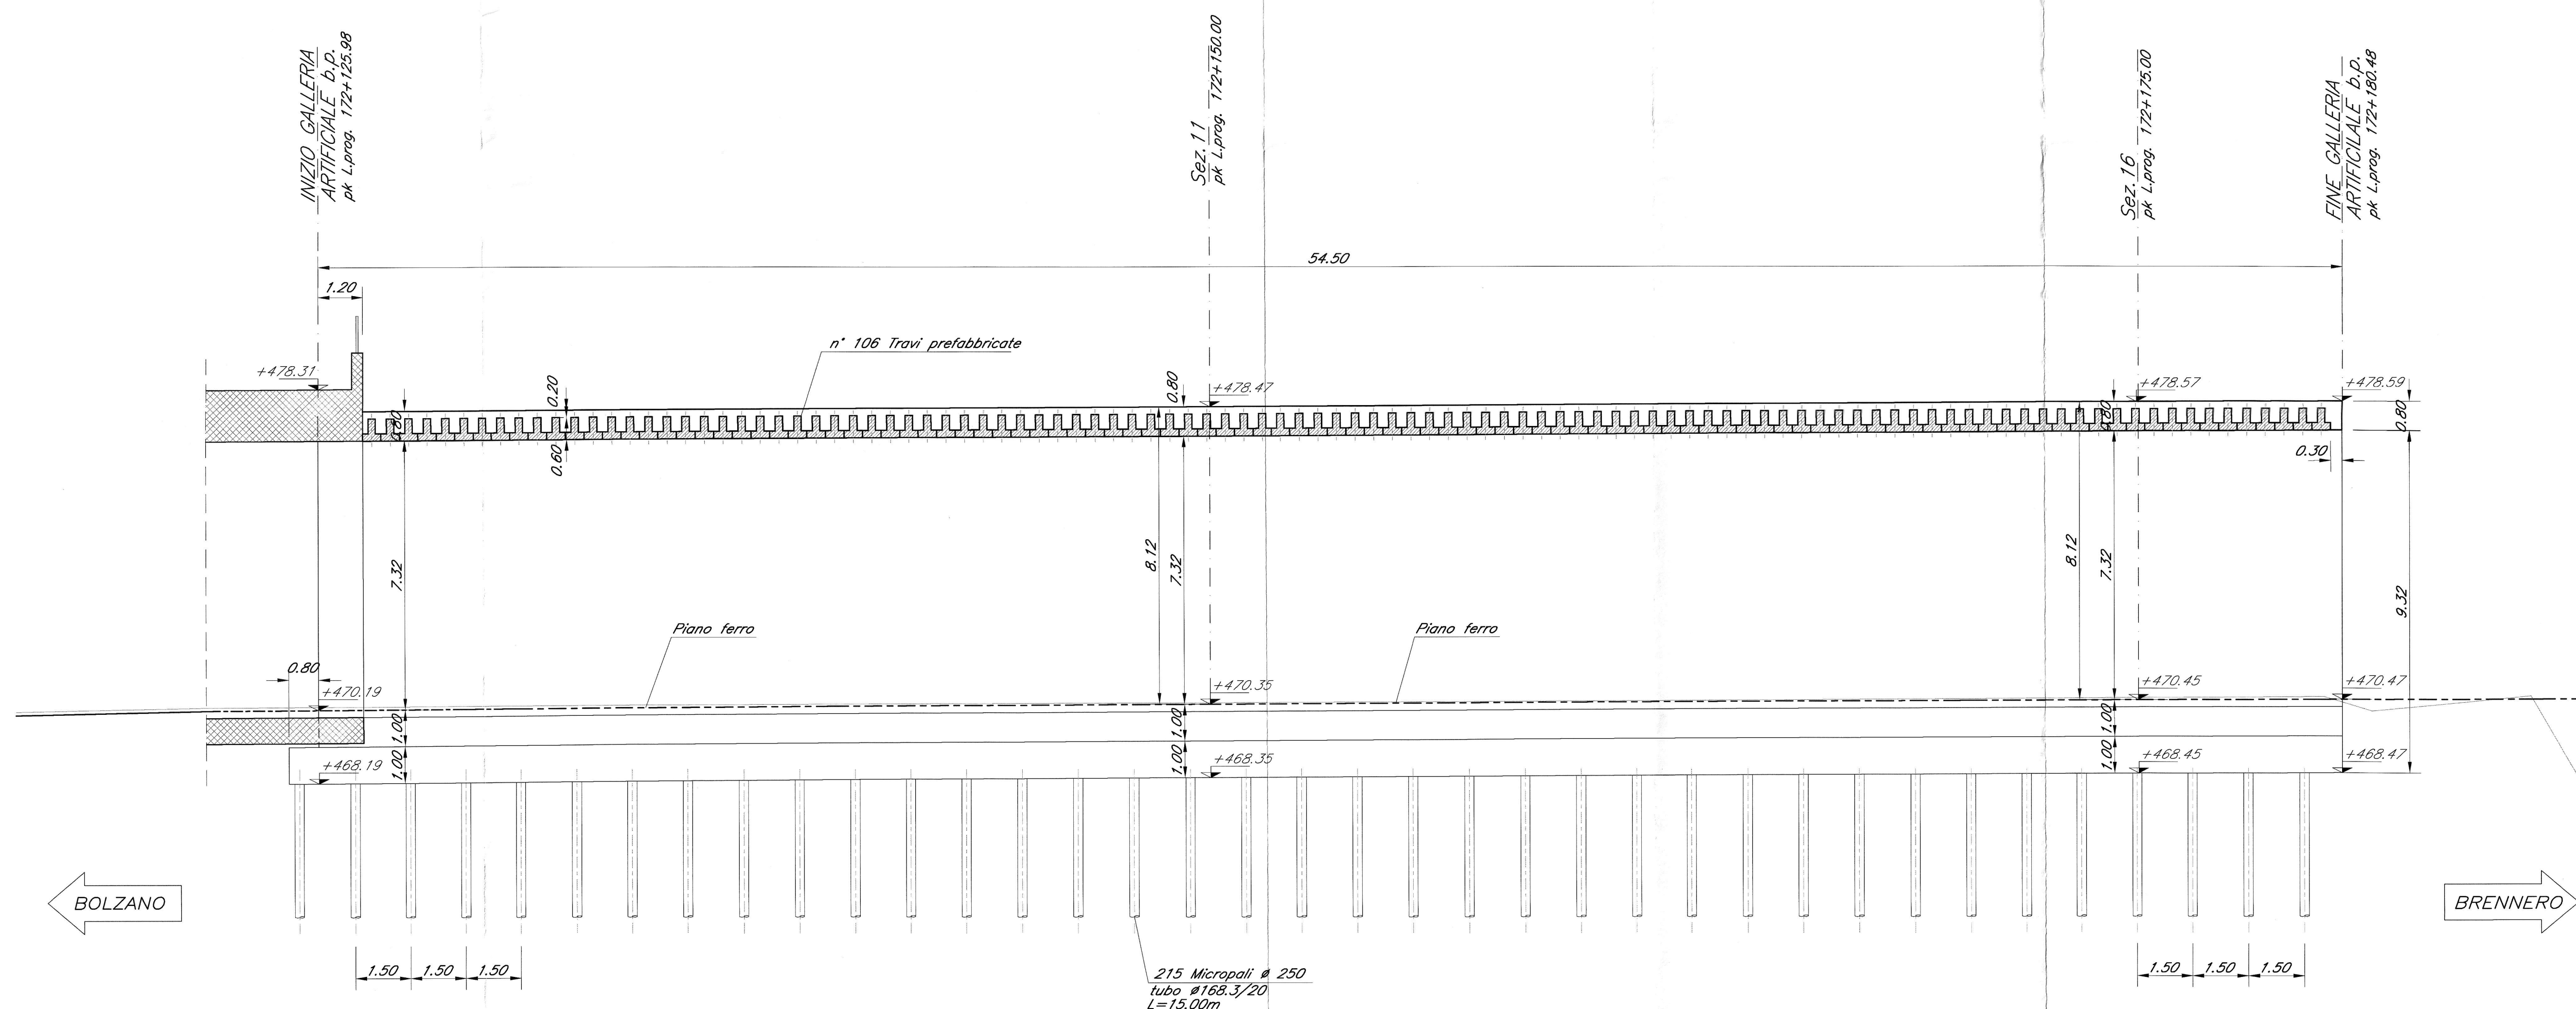 INIZIO GALLERIA
ARTIFICIALE b.p.
pk L.prog. 172+125.98
Sez.11
pk L.prog. 172+150.00
Sez.16
pk L.prog. 172+175.00
FINE GALLERIA
ARTIFICILALE b.p.
pk L.prog. 172+180.48
54.50
1.20
n° 106 Travi prefabbricate
+478.31
0.80
0.20
0.60
0.80
+478.47
+478.57
0.80
+478.59
0.80
0.30
7.32
8.12
7.32
8.12
7.32
9.32
Piano ferro
Piano ferro
0.80
+470.19
+470.35
+470.45
+470.47
1.00
1.00
1.00
1.00
1.00
1.00
+468.19
+468.35
+468.45
+468.47
BOLZANO
BRENNERO
1.50
1.50
1.50
1.50
1.50
1.50
215 Micropali ø 250
tubo ø168.3/20
L=15.00m